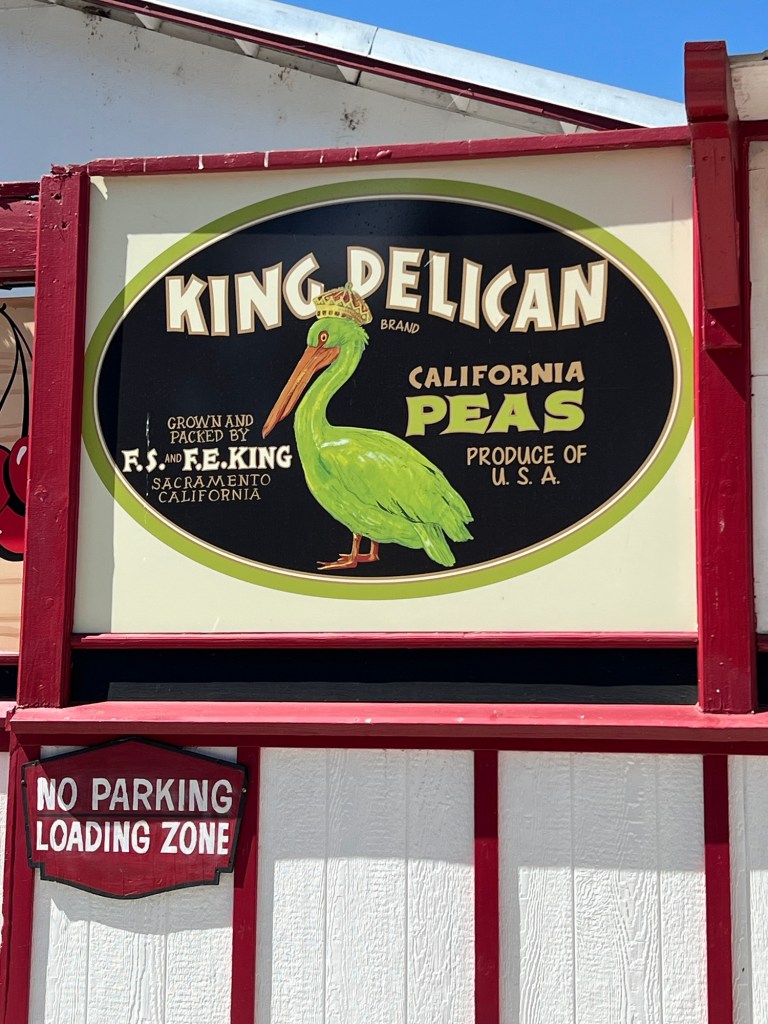 KING PELICAN
BRAND
CALIFORNIA
PEAS
PRODUCE OF
U. S. A.
GROWN AND
PACKED BY
F. S. AND F.E. KING
SACRAMENTO
CALIFORNIA
NO PARKING
LOADING ZONE